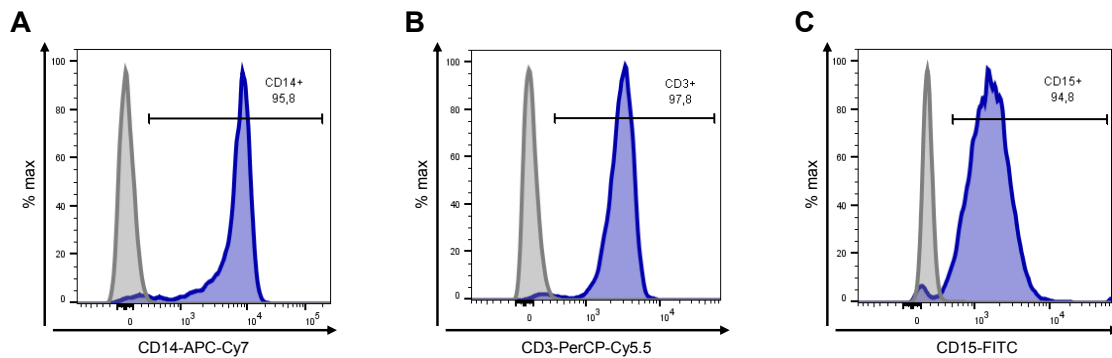 A
% max
100
80
60
40
20
0
CD14+
95,8
0
10³
10⁴
10⁵
CD14-APC-Cy7
B
% max
100
80
60
40
20
0
CD3+
97,8
0
10³
10⁴
CD3-PerCP-Cy5.5
C
% max
100
80
60
40
20
0
CD15+
94,8
0
10³
10⁴
CD15-FITC